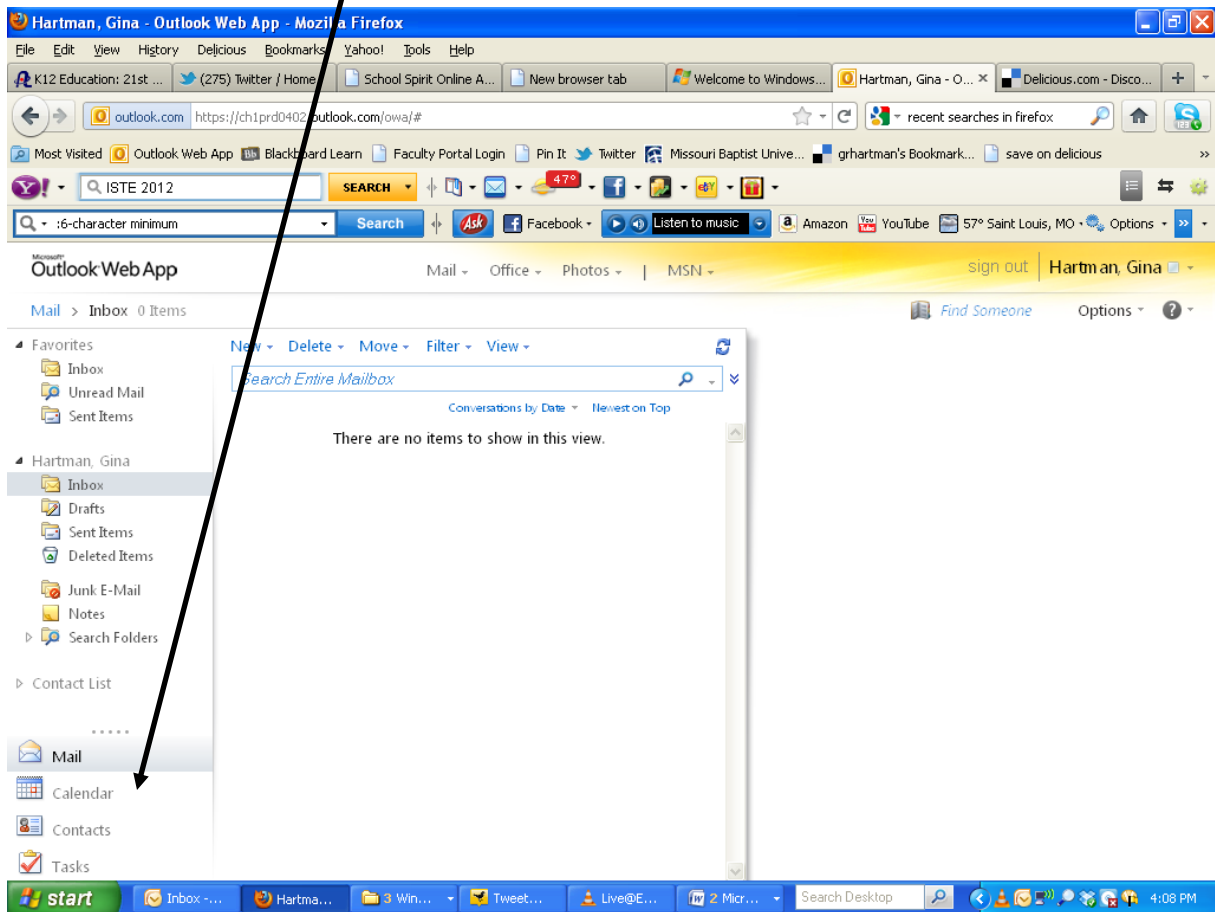 Hartman, Gina - Outlook Web App - Mozilla Firefox
File Edit View History Delicious Bookmarks Yahoo! Tools Help
K12 Education: 21st ... (275) Twitter / Home School Spirit Online A... New browser tab Welcome to Windows... Hartman, Gina - O... × Delicious.com - Disco... +
outlook.com https://ch1prd0402.outlook.com/owa/# recent searches in firefox
Most Visited Outlook Web App Blackboard Learn Faculty Portal Login Pin It Twitter Missouri Baptist Unive... grhartman's Bookmark... save on delicious »
Y! ISTE 2012 SEARCH 47° f eBY
:6-character minimum Search Ask Facebook Listen to music Amazon YouTube 57° Saint Louis, MO Options »
Microsoft
Outlook Web App Mail Office Photos | MSN sign out Hartman, Gina
Mail > Inbox 0 Items Find Someone Options ?
Favorites New Delete Move Filter View
Inbox Search Entire Mailbox
Unread Mail
Sent Items Conversations by Date Newest on Top
There are no items to show in this view.
Hartman, Gina
Inbox
Drafts
Sent Items
Deleted Items
Junk E-Mail
Notes
Search Folders
Contact List
Mail
Calendar
Contacts
Tasks
start Inbox -... Hartma... 3 Win... Tweet... Live@E... 2 Micr... Search Desktop 4:08 PM